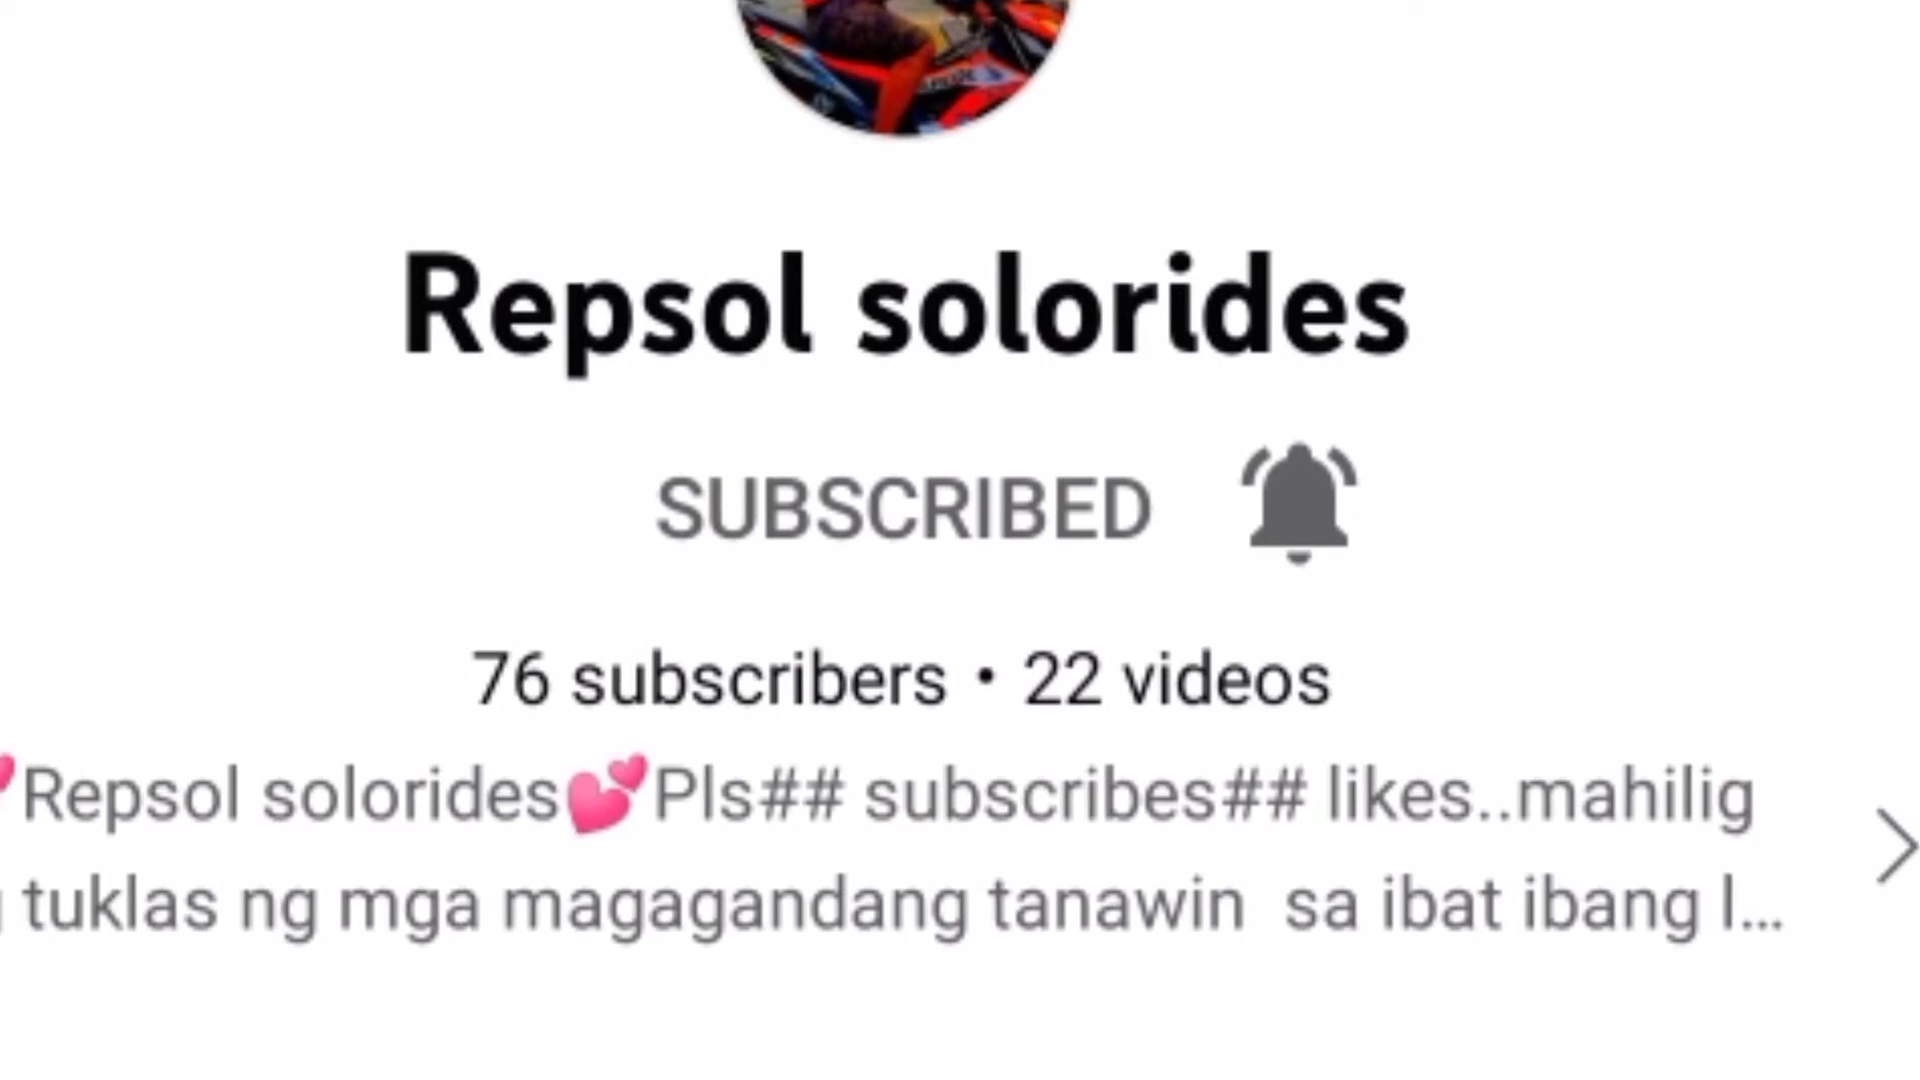 Repsol solorides
SUBSCRIBED
76 subscribers • 22 videos
💕Repsol solorides💕Pls## subscribes## likes..mahilig
tuklas ng mga magagandang tanawin  sa ibat ibang l...